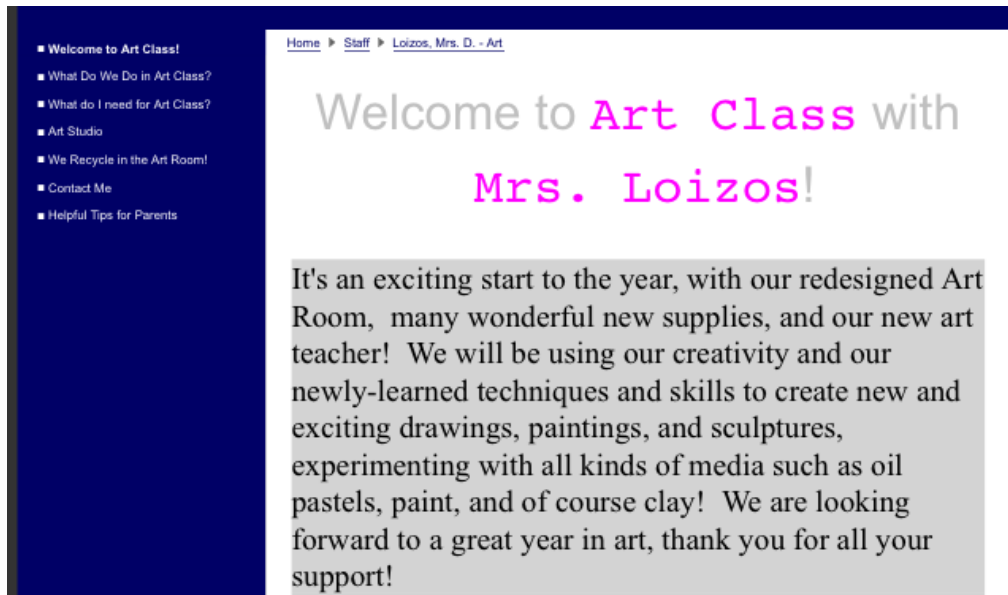 Welcome to Art Class!
What Do We Do in Art Class?
What do I need for Art Class?
Art Studio
We Recycle in the Art Room!
Contact Me
Helpful Tips for Parents
Home Staff Loizos, Mrs. D. - Art
Welcome to Art Class with
Mrs. Loizos!
It's an exciting start to the year, with our redesigned Art
Room,  many wonderful new supplies, and our new art
teacher!  We will be using our creativity and our
newly-learned techniques and skills to create new and
exciting drawings, paintings, and sculptures,
experimenting with all kinds of media such as oil
pastels, paint, and of course clay!  We are looking
forward to a great year in art, thank you for all your
support!